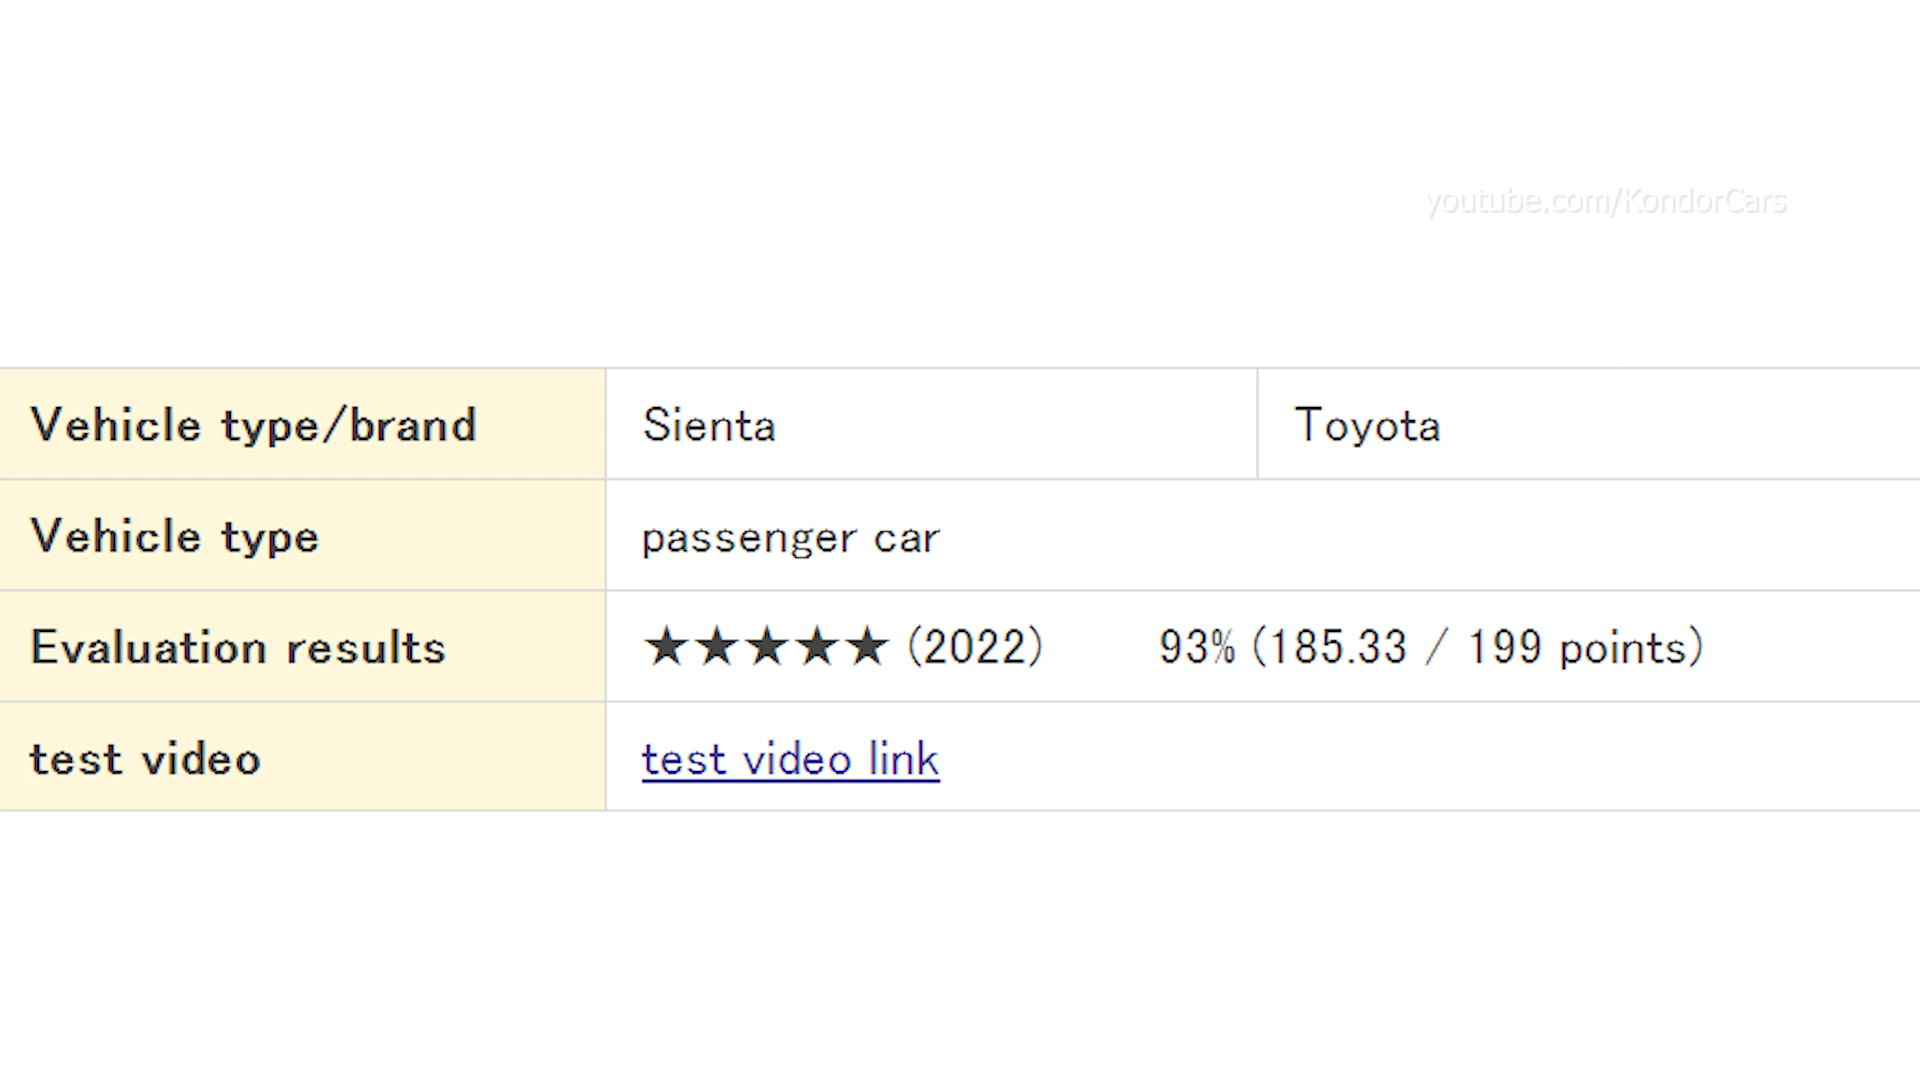 youtube.com/KondorCars
Vehicle type/brand Sienta Toyota
Vehicle type passenger car
Evaluation results ★★★★★ (2022) 93% (185.33 / 199 points)
test video test video link